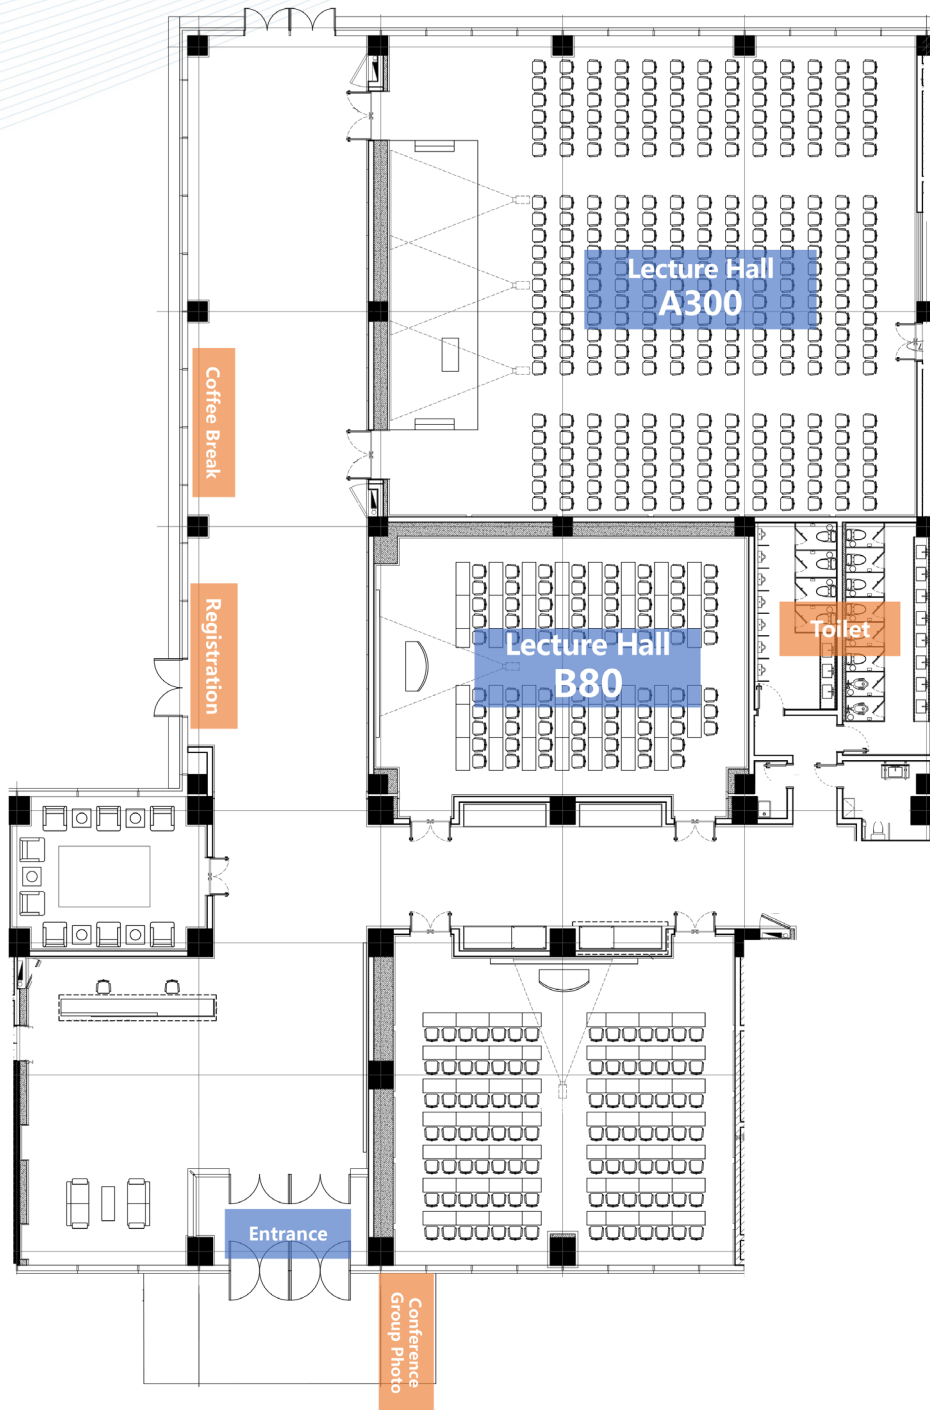 Lecture Hall
A300
Coffee Break
Registration
Lecture Hall
B80
Toilet
Entrance
Conference
Group Photo